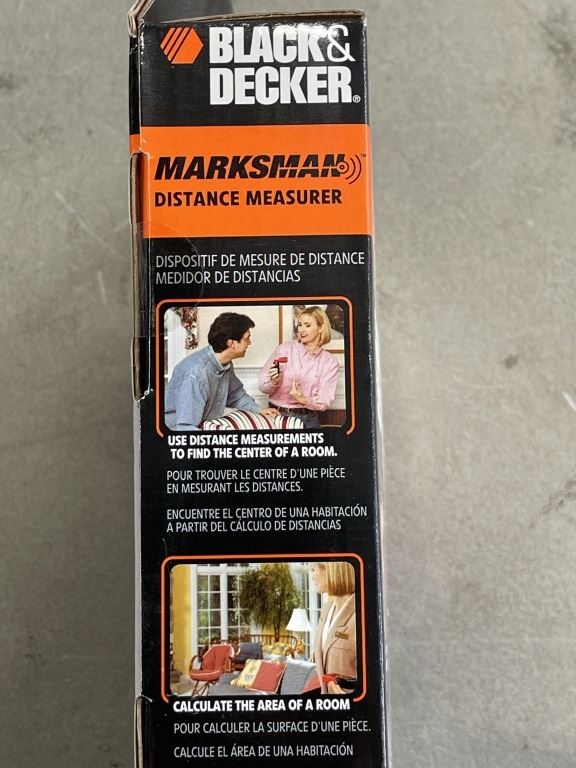 BLACK&
DECKER®
MARKSMAN™
DISTANCE MEASURER
DISPOSITIF DE MESURE DE DISTANCE
MEDIDOR DE DISTANCIAS
USE DISTANCE MEASUREMENTS
TO FIND THE CENTER OF A ROOM.
POUR TROUVER LE CENTRE D'UNE PIÈCE
EN MESURANT LES DISTANCES.
ENCUENTRE EL CENTRO DE UNA HABITACIÓN
A PARTIR DEL CÁLCULO DE DISTANCIAS
CALCULATE THE AREA OF A ROOM
POUR CALCULER LA SURFACE D'UNE PIÈCE.
CALCULE EL ÁREA DE UNA HABITACIÓN